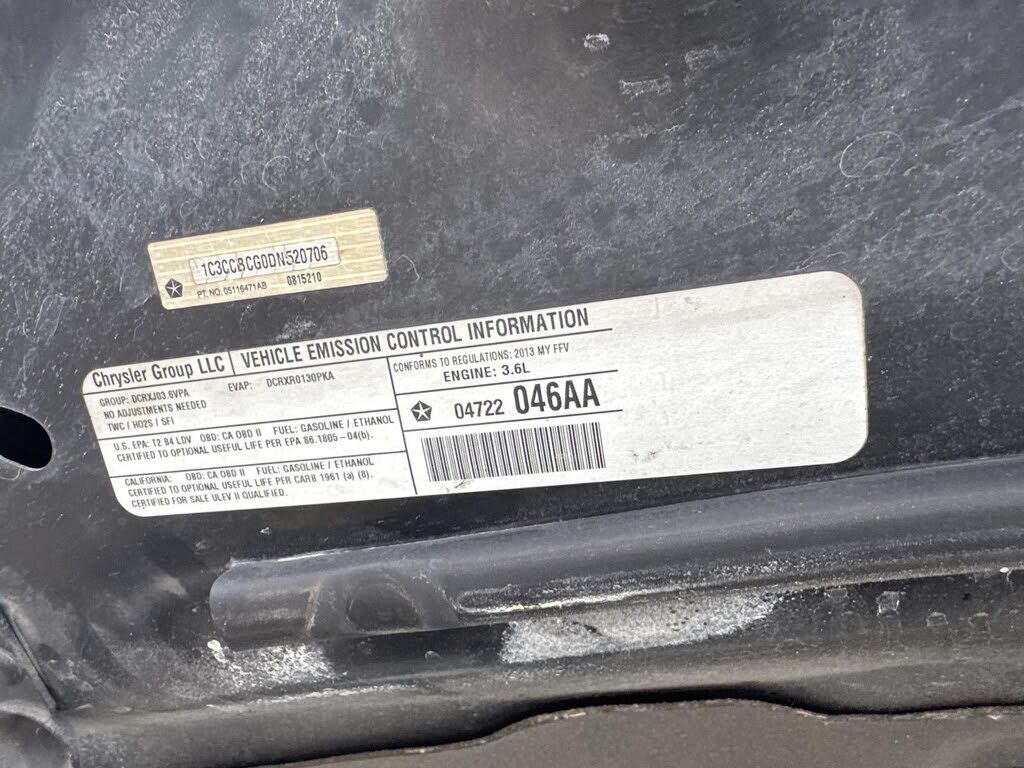 1C3CCBCG0DN520706
PT. NO. 05116471AB 0815210
Chrysler Group LLC VEHICLE EMISSION CONTROL INFORMATION
GROUP: DCRXJ03.6VPA EVAP: DCRXR0130PKA
NO ADJUSTMENTS NEEDED
TWC / HO2S / SFI
U.S. EPA: T2 B4 LDV OBD: CA OBD II FUEL: GASOLINE / ETHANOL
CERTIFIED TO OPTIONAL USEFUL LIFE PER EPA 86.1805-04(b).
CALIFORNIA: OBD: CA OBD II FUEL: GASOLINE / ETHANOL
CERTIFIED TO OPTIONAL USEFUL LIFE PER CARB 1961 (a) (8).
CERTIFIED FOR SALE ULEV II QUALIFIED.
CONFORMS TO REGULATIONS: 2013 MY FFV
ENGINE: 3.6L
04722 046AA